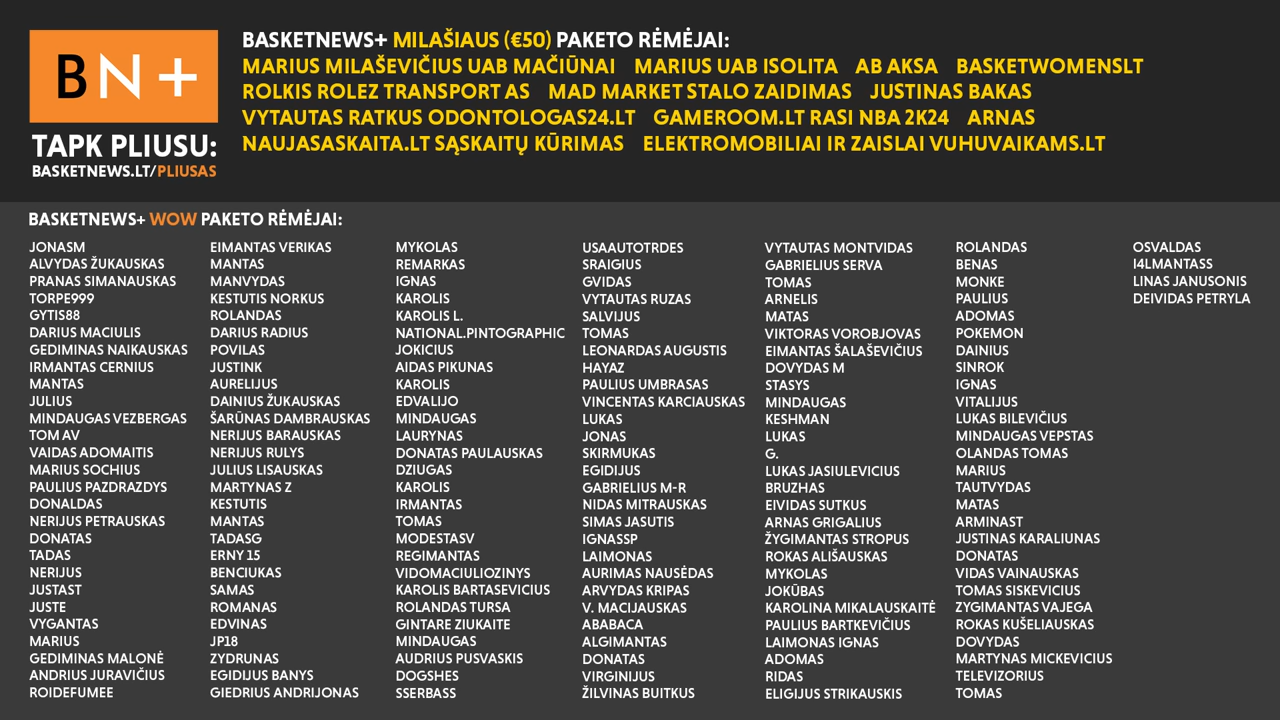 BN+
TAPK PLIUSU:
BASKETNEWS.LT/PLIUSAS
BASKETNEWS+ MILAŠIAUS (€50) PAKETO RĖMĖJAI:
MARIUS MILAŠEVIČIUS UAB MAČIŪNAI MARIUS UAB ISOLITA AB AKSA BASKETWOMENSLT
ROLKIS ROLEZ TRANSPORT AS MAD MARKET STALO ZAIDIMAS JUSTINAS BAKAS
VYTAUTAS RATKUS ODONTOLOGAS24.LT GAMEROOM.LT RASI NBA 2K24 ARNAS
NAUJASASKAITA.LT SĄSKAITŲ KŪRIMAS ELEKTROMOBILIAI IR ZAISLAI VUHUVAIKAMS.LT
BASKETNEWS+ WOW PAKETO RĖMĖJAI:
JONASM
ALVYDAS ŽUKAUSKAS
PRANAS SIMANAUSKAS
TORPE999
GYTIS88
DARIUS MACIULIS
GEDIMINAS NAIKAUSKAS
IRMANTAS CERNIUS
MANTAS
JULIUS
MINDAUGAS VEZBERGAS
TOM AV
VAIDAS ADOMAITIS
MARIUS SOCHIUS
PAULIUS PAZDRAZDYS
DONALDAS
NERIJUS PETRAUSKAS
DONATAS
TADAS
NERIJUS
JUSTAST
JUSTE
VYGANTAS
MARIUS
GEDIMINAS MALONĖ
ANDRIUS JURAVIČIUS
ROIDEFUMEE
EIMANTAS VERIKAS
MANTAS
MANVYDAS
KESTUTIS NORKUS
ROLANDAS
DARIUS RADIUS
POVILAS
JUSTINK
AURELIJUS
DAINIUS ŽUKAUSKAS
ŠARŪNAS DAMBRAUSKAS
NERIJUS BARAUSKAS
NERIJUS RULYS
JULIUS LISAUSKAS
MARTYNAS Z
KESTUTIS
MANTAS
TADASG
ERNY 15
BENCIUKAS
SAMAS
ROMANAS
EDVINAS
JP18
ZYDRUNAS
EGIDIJUS BANYS
GIEDRIUS ANDRIJONAS
MYKOLAS
REMARKAS
IGNAS
KAROLIS
KAROLIS L.
NATIONAL.PINTOGRAPHIC
JOKICIUS
AIDAS PIKUNAS
KAROLIS
EDVALIJO
MINDAUGAS
LAURYNAS
DONATAS PAULAUSKAS
DZIUGAS
KAROLIS
IRMANTAS
TOMAS
MODESTASV
REGIMANTAS
VIDOMACIULIOZINYS
KAROLIS BARTASEVICIUS
ROLANDAS TURSA
GINTARE ZIUKAITE
MINDAUGAS
AUDRIUS PUSVASKIS
DOGSHES
SSERBASS
USAAUTOTRDES
SRAIGIUS
GVIDAS
VYTAUTAS RUZAS
SALVIJUS
TOMAS
LEONARDAS AUGUSTIS
HAYAZ
PAULIUS UMBRASAS
VINCENTAS KARCIAUSKAS
LUKAS
JONAS
SKIRMUKAS
EGIDIJUS
GABRIELIUS M-R
NIDAS MITRAUSKAS
SIMAS JASUTIS
IGNASSP
LAIMONAS
AURIMAS NAUSĖDAS
ARVYDAS KRIPAS
V. MACIJAUSKAS
ABABACA
ALGIMANTAS
DONATAS
VIRGINIJUS
ŽILVINAS BUITKUS
VYTAUTAS MONTVIDAS
GABRIELIUS SERVA
TOMAS
ARNELIS
MATAS
VIKTORAS VOROBJOVAS
EIMANTAS ŠALAŠEVIČIUS
DOVYDAS M
STASYS
MINDAUGAS
KESHMAN
LUKAS
G.
LUKAS JASIULEVICIUS
BRUZHAS
EIVIDAS SUTKUS
ARNAS GRIGALIUS
ŽYGIMANTAS STROPUS
ROKAS ALIŠAUSKAS
MYKOLAS
JOKŪBAS
KAROLINA MIKALAUSKAITĖ
PAULIUS BARTKEVIČIUS
LAIMONAS IGNAS
ADOMAS
RIDAS
ELIGIJUS STRIKAUSKIS
ROLANDAS
BENAS
MONKE
PAULIUS
ADOMAS
POKEMON
DAINIUS
SINROK
IGNAS
VITALIJUS
LUKAS BILEVIČIUS
MINDAUGAS VEPSTAS
OLANDAS TOMAS
MARIUS
TAUTVYDAS
MATAS
ARMINAST
JUSTINAS KARALIUNAS
DONATAS
VIDAS VAINAUSKAS
TOMAS SISKEVICIUS
ZYGIMANTAS VAJEGA
ROKAS KUŠELIAUSKAS
DOVYDAS
MARTYNAS MICKEVICIUS
TELEVIZORIUS
TOMAS
OSVALDAS
I4LMANTASS
LINAS JANUSONIS
DEIVIDAS PETRYLA